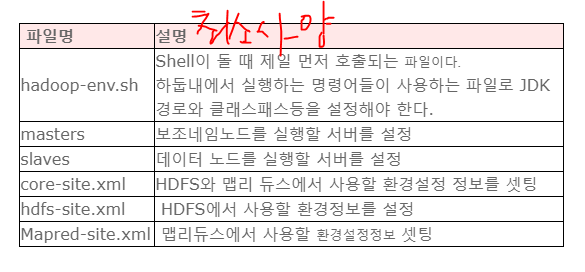 최소사양
파일명 설명
Shell이 돌 때 제일 먼저 호출되는 파일이다.
hadoop-env.sh 하둡내에서 실행하는 명령어들이 사용하는 파일로 JDK
경로와 클래스패스등을 설정해야 한다.
masters 보조네임노드를 실행할 서버를 설정
slaves 데이터 노드를 실행할 서버를 설정
core-site.xml HDFS와 맵리 듀스에서 사용할 환경설정 정보를 셋팅
hdfs-site.xml HDFS에서 사용할 환경정보를 설정
Mapred-site.xml 맵리듀스에서 사용할 환경설정정보 셋팅